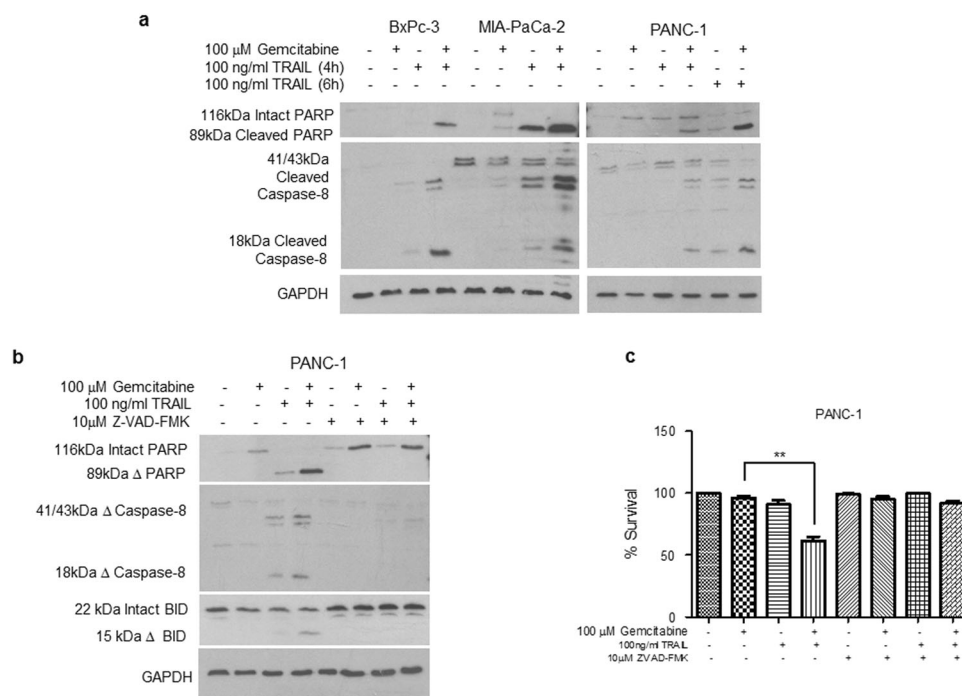 a
BxPc-3 MIA-PaCa-2 PANC-1
100 μM Gemcitabine - + - + - + - + - + - + - +
100 ng/ml TRAIL (4h) - - + + - - + + - - + + - -
100 ng/ml TRAIL (6h) - - - - - - - - - - - - + +
116kDa Intact PARP
89kDa Cleaved PARP
41/43kDa
Cleaved
Caspase-8
18kDa Cleaved
Caspase-8
GAPDH
b
PANC-1
100 μM Gemcitabine - + - + - + - +
100 ng/ml TRAIL - - + + - - + +
10μM Z-VAD-FMK - - - - + + + +
116kDa Intact PARP
89kDa Δ PARP
41/43kDa Δ Caspase-8
18kDa Δ Caspase-8
22 kDa Intact BID
15 kDa Δ BID
GAPDH
c
PANC-1
150
**
100
% Survival
50
0
100 μM Gemcitabine - + - + - + - +
100ng/ml TRAIL - - + + - - + +
10μM ZVAD-FMK - - - - + + + +